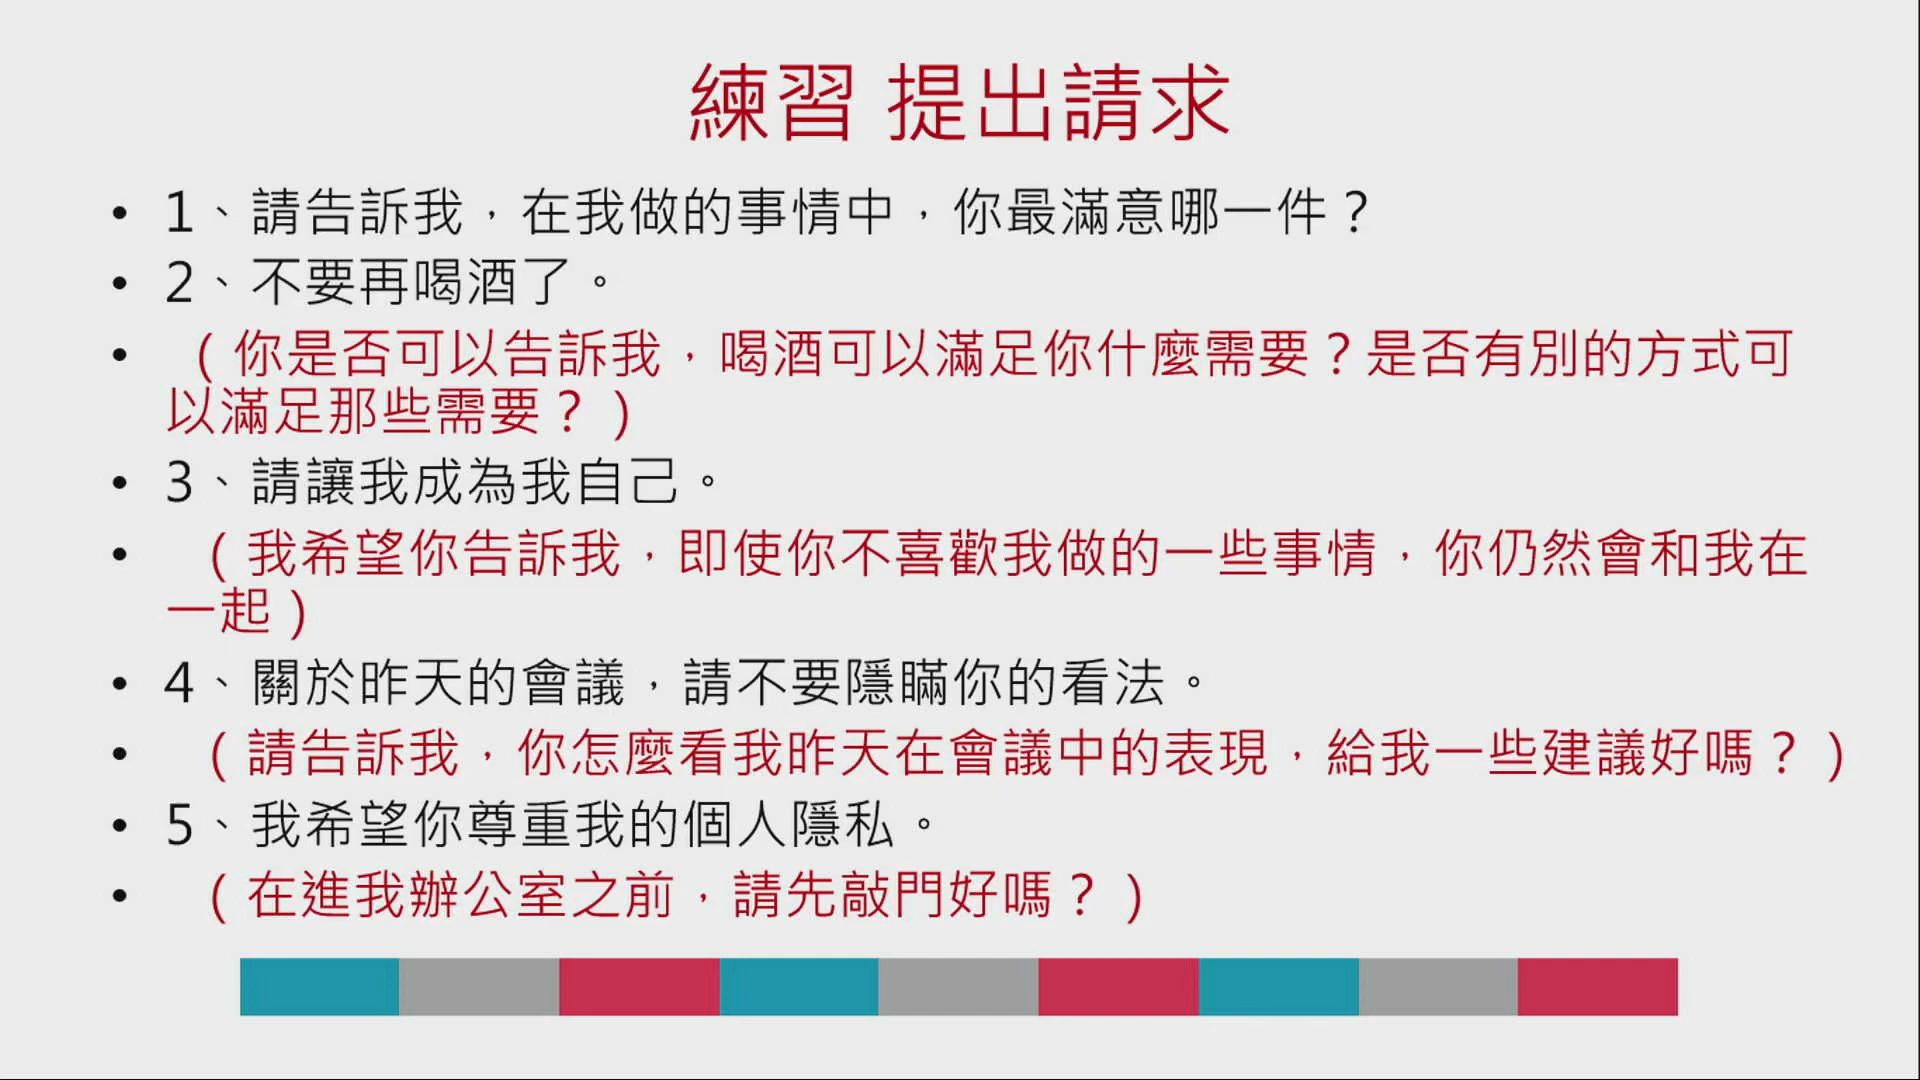 練習 提出請求
• 1、請告訴我，在我做的事情中，你最滿意哪一件？
• 2、不要再喝酒了。
• （你是否可以告訴我，喝酒可以滿足你什麼需要？是否有別的方式可
以滿足那些需要？）
• 3、請讓我成為我自己。
• （我希望你告訴我，即使你不喜歡我做的一些事情，你仍然會和我在
一起）
• 4、關於昨天的會議，請不要隱瞞你的看法。
• （請告訴我，你怎麼看我昨天在會議中的表現，給我一些建議好嗎？）
• 5、我希望你尊重我的個人隱私。
• （在進我辦公室之前，請先敲門好嗎？）